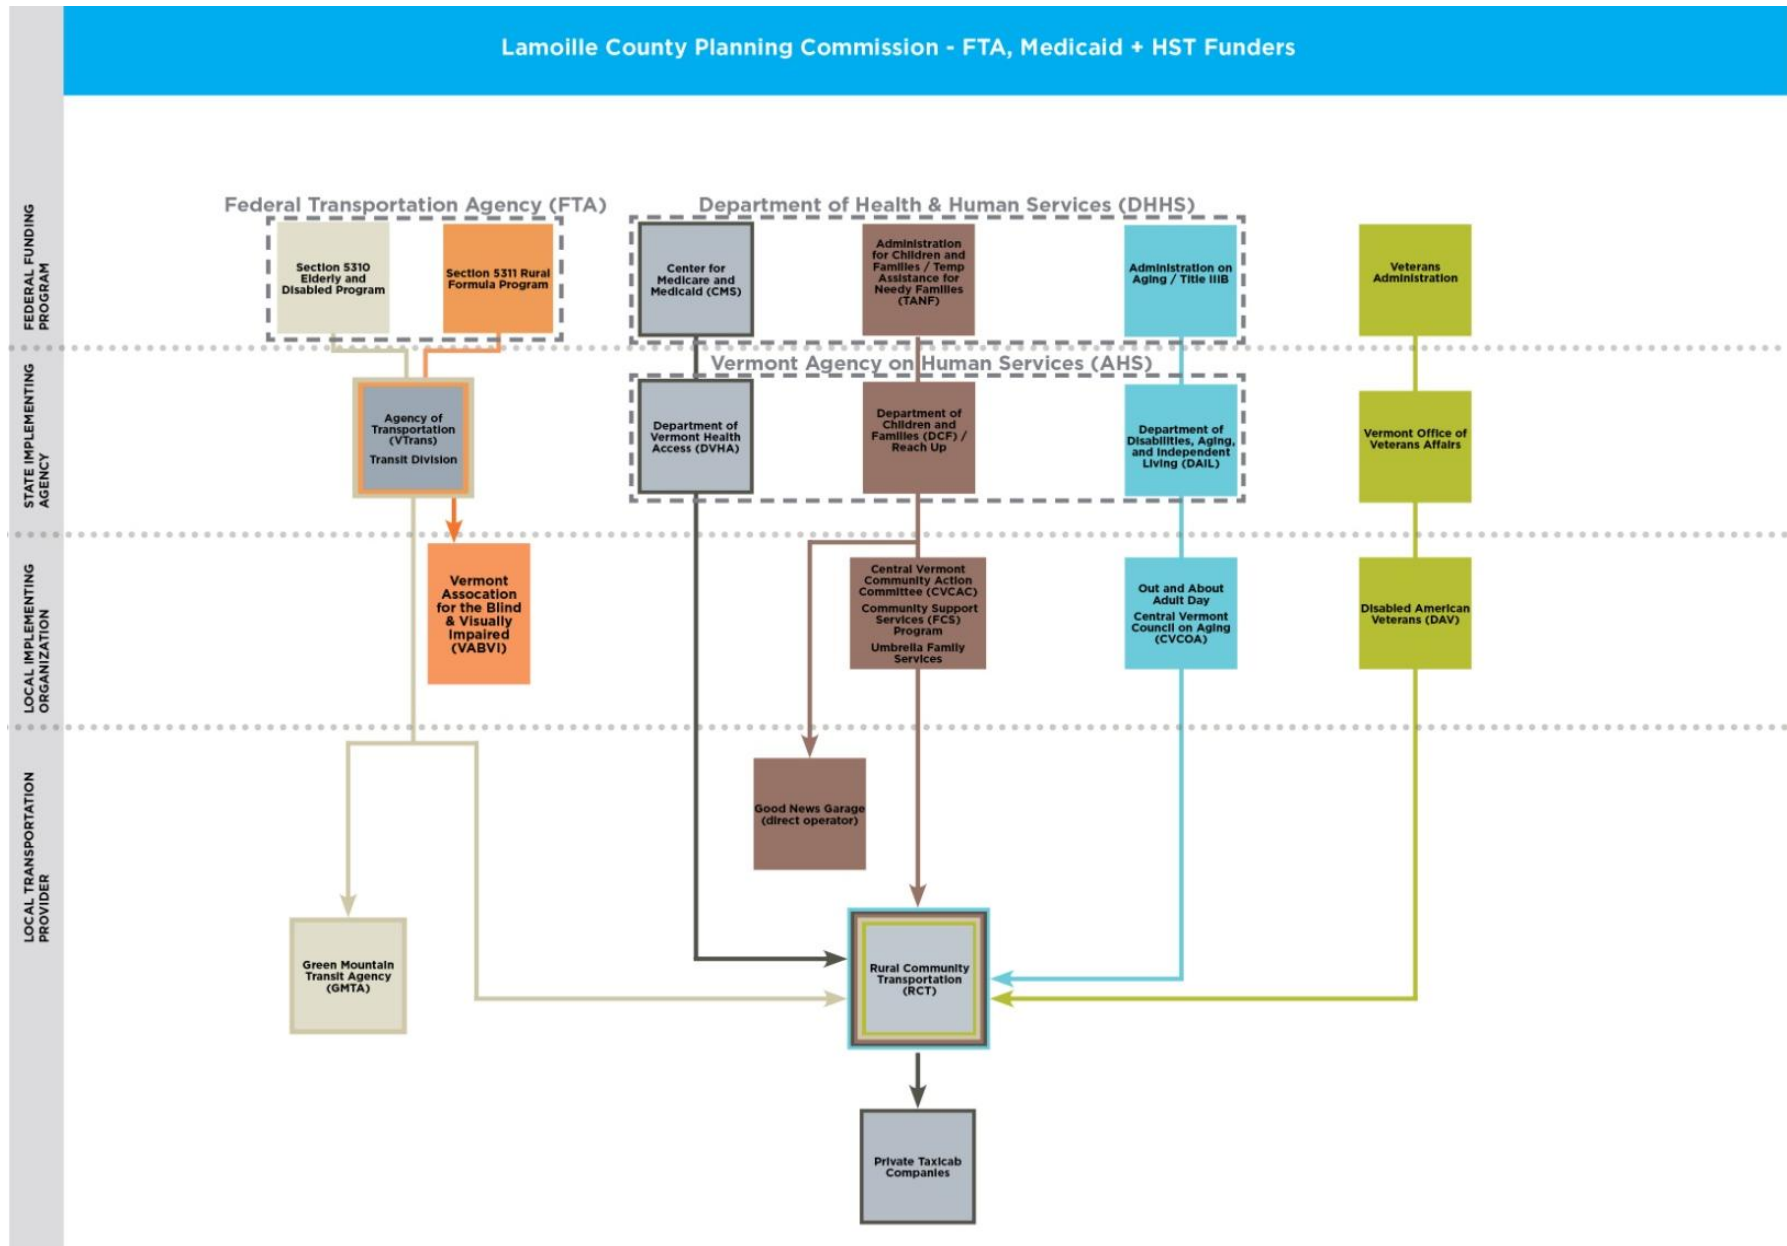 Lamoille County Planning Commission - FTA, Medicaid + HST Funders
FEDERAL FUNDING
PROGRAM
Federal Transportation Agency (FTA)
Department of Health & Human Services (DHHS)
Section 5310
Elderly and
Disabled Program
Section 5311 Rural
Formula Program
Center for
Medicare and
Medicaid (CMS)
Administration
for Children and
Families / Temp
Assistance for
Needy Families
(TANF)
Administration on
Aging / Title IIIB
Veterans
Administration
STATE IMPLEMENTING
AGENCY
Vermont Agency on Human Services (AHS)
Agency of
Transportation
(VTrans)
Transit Division
Department of
Vermont Health
Access (DVHA)
Department of
Children and
Families (DCF) /
Reach Up
Department of
Disabilities, Aging,
and Independent
Living (DAIL)
Vermont Office of
Veterans Affairs
LOCAL IMPLEMENTING
ORGANIZATION
Vermont
Assocation
for the Blind
& Visually
Impaired
(VABVI)
Central Vermont
Community Action
Committee (CVCAC)
Community Support
Services (FCS)
Program
Umbrella Family
Services
Out and About
Adult Day
Central Vermont
Council on Aging
(CVCOA)
Disabled American
Veterans (DAV)
LOCAL TRANSPORTATION
PROVIDER
Good News Garage
(direct operator)
Green Mountain
Transit Agency
(GMTA)
Rural Community
Transportation
(RCT)
Private Taxicab
Companies